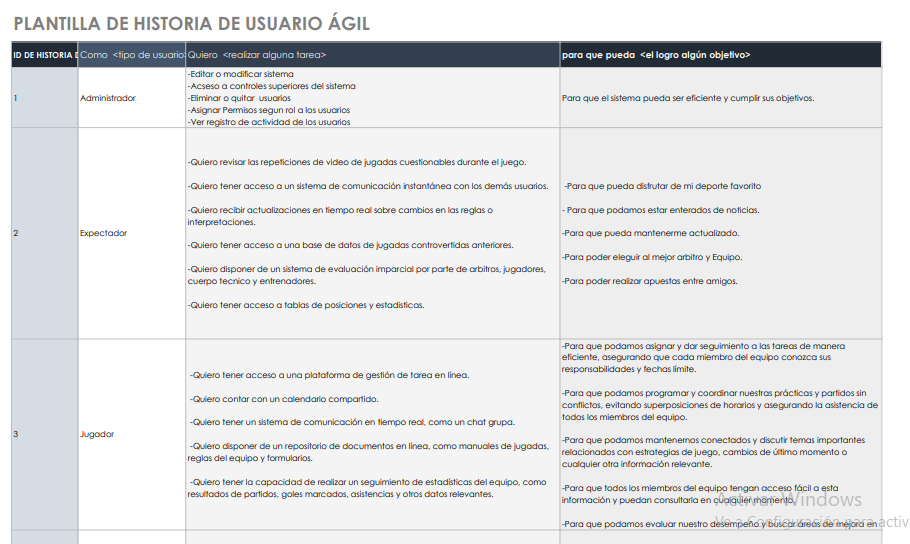 PLANTILLA DE HISTORIA DE USUARIO ÁGIL
ID DE HISTORIA D Como <tipo de usuario Quiero <realizar alguna tarea> para que pueda <el logro algún objetivo>
1
Administrador
-Editar o modificar sistema
-Acseso a controles superiores del sistema
-Eliminar o quitar usuarios
-Asignar Permisos segun rol a los usuarios
-Ver registro de actividad de los usuarios
Para que el sistema pueda ser eficiente y cumplir sus objetivos.
2
Expectador
-Quiero revisar las repeticiones de video de jugadas cuestionables durante el juego.
-Quiero tener acceso a un sistema de comunicación instantánea con los demás usuarios.
-Quiero recibir actualizaciones en tiempo real sobre cambios en las reglas o
interpretaciones.
-Quiero tener acceso a una base de datos de jugadas controvertidas anteriores.
-Quiero disponer de un sistema de evaluación imparcial por parte de arbitros, jugadores,
cuerpo tecnico y entrenadores.
-Quiero tener acceso a tablas de posiciones y estadísticas.
-Para que pueda disfrutar de mi deporte favorito
- Para que podamos estar enterados de noticias.
-Para que pueda mantenerme actualizado.
-Para poder eleguir al mejor arbitro y Equipo.
-Para poder realizar apuestas entre amigos.
3
Jugador
-Quiero tener acceso a una plataforma de gestión de tarea en línea.
-Quiero contar con un calendario compartido.
-Quiero tener un sistema de comunicación en tiempo real, como un chat grupa.
-Quiero disponer de un repositorio de documentos en línea, como manuales de jugadas,
reglas del equipo y formularios.
-Quiero tener la capacidad de realizar un seguimiento de estadísticas del equipo, como
resultados de partidos, goles marcados, asistencias y otros datos relevantes.
-Para que podamos asignar y dar seguimiento a las tareas de manera
eficiente, asegurando que cada miembro del equipo conozca sus
responsabilidades y fechas límite.
-Para que podamos programar y coordinar nuestras prácticas y partidos sin
conflictos, evitando superposiciones de horarios y asegurando la asistencia de
todos los miembros del equipo.
-Para que podamos mantenernos conectados y discutir temas importantes
relacionados con estrategias de juego, cambios de último momento o
cualquier otra información relevante.
-Para que todos los miembros del equipo tengan acceso fácil a esta
información y puedan consultarla en cualquier momento.
-Para que podamos evaluar nuestro desempeño y buscar áreas de mejora en
Activar Windows
Ve a Configuración para activ